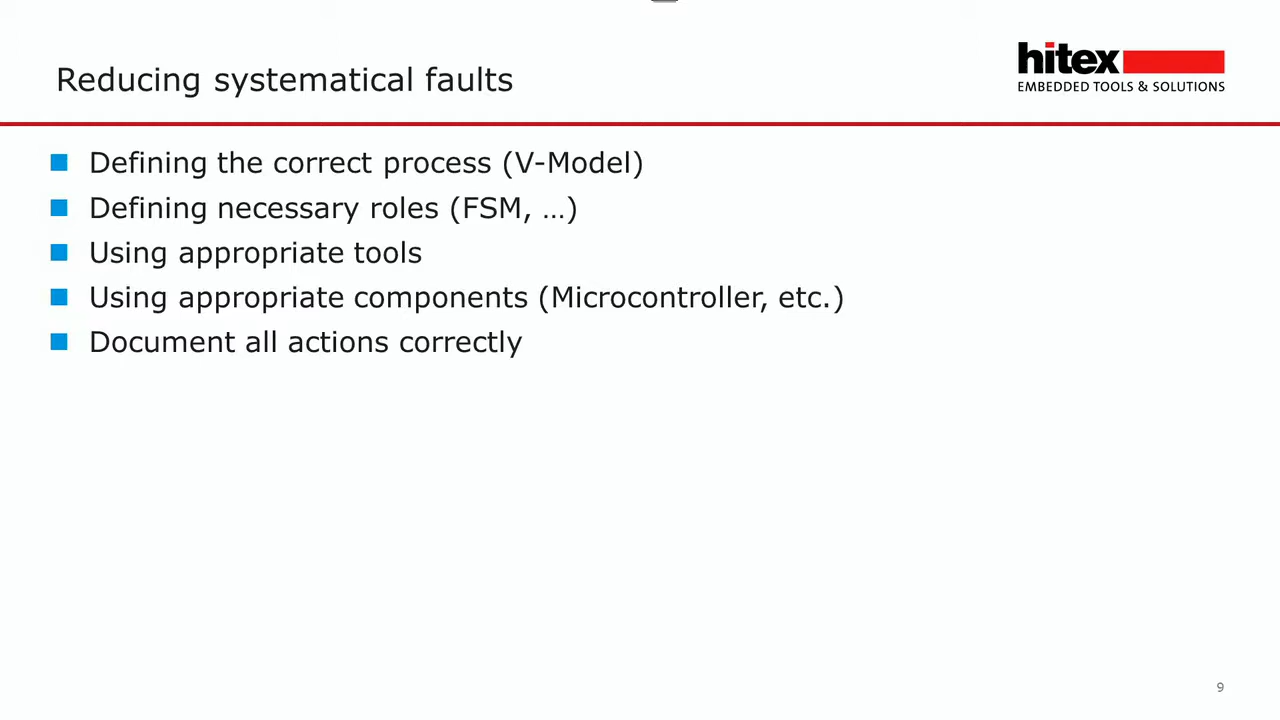 Reducing systematical faults
hitex
EMBEDDED TOOLS & SOLUTIONS
Defining the correct process (V-Model)
Defining necessary roles (FSM, …)
Using appropriate tools
Using appropriate components (Microcontroller, etc.)
Document all actions correctly
9